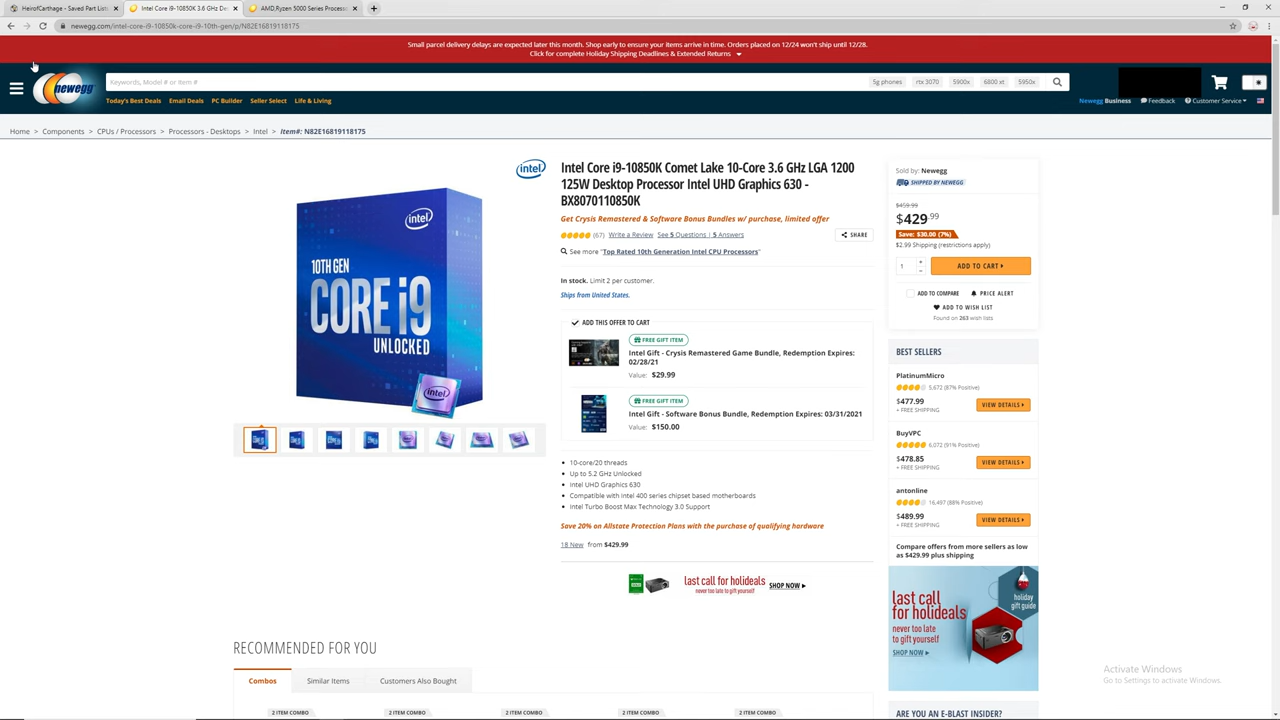 HeirofCarthage - Saved Part List
Intel Core i9-10850K 3.6 GHz De
AMD,Ryzen 5000 Series Processor
newegg.com/intel-core-i9-10850k-core-i9-10th-gen/p/N82E16819118175
Small parcel delivery delays are expected later this month. Shop early to ensure your items arrive in time. Orders placed on 12/24 won't ship until 12/28.
Click for complete Holiday Shipping Deadlines & Extended Returns
newegg
Keywords, Model # or Item #
5g phones rtx 3070 5900x 6800 xt 5950x
Today's Best Deals Email Deals PC Builder Seller Select Life & Living
Newegg Business Feedback Customer Service
Home > Components > CPUs / Processors > Processors - Desktops > Intel > Item#: N82E16819118175
intel
10TH GEN
CORE i9
UNLOCKED
intel
intel
Intel Core i9-10850K Comet Lake 10-Core 3.6 GHz LGA 1200
125W Desktop Processor Intel UHD Graphics 630 -
BX8070110850K
Get Crysis Remastered & Software Bonus Bundles w/ purchase, limited offer
(67) Write a Review See 5 Questions | 5 Answers
SHARE
See more "Top Rated 10th Generation Intel CPU Processors"
In stock. Limit 2 per customer.
Ships from United States.
ADD THIS OFFER TO CART
FREE GIFT ITEM
Intel Gift - Crysis Remastered Game Bundle, Redemption Expires:
02/28/21
Value: $29.99
FREE GIFT ITEM
Intel Gift - Software Bonus Bundle, Redemption Expires: 03/31/2021
Value: $150.00
10-core/20 threads
Up to 5.2 GHz Unlocked
Intel UHD Graphics 630
Compatible with Intel 400 series chipset based motherboards
Intel Turbo Boost Max Technology 3.0 Support
Save 20% on Allstate Protection Plans with the purchase of qualifying hardware
18 New from $429.99
last call for holideals
never too late to gift yourself
SHOP NOW
Sold by: Newegg
SHIPPED BY NEWEGG
$459.99
$429.99
Save: $30.00 (7%)
$2.99 Shipping (restrictions apply)
1
ADD TO CART
ADD TO COMPARE PRICE ALERT
ADD TO WISH LIST
Found on 263 wish lists
BEST SELLERS
PlatinumMicro
5,672 (87% Positive)
$477.99
+ FREE SHIPPING
VIEW DETAILS
BuyVPC
6,072 (91% Positive)
$478.85
+ FREE SHIPPING
VIEW DETAILS
antonline
16,497 (88% Positive)
$489.99
+ FREE SHIPPING
VIEW DETAILS
Compare offers from more sellers as low
as $429.99 plus shipping
last call
for holideals
never too late
to gift yourself
SHOP NOW
holiday
gift guide
ARE YOU AN E-BLAST INSIDER?
RECOMMENDED FOR YOU
Combos Similar Items Customers Also Bought
2 ITEM COMBO 2 ITEM COMBO 2 ITEM COMBO 2 ITEM COMBO 2 ITEM COMBO
Activate Windows
Go to Settings to activate Windows.